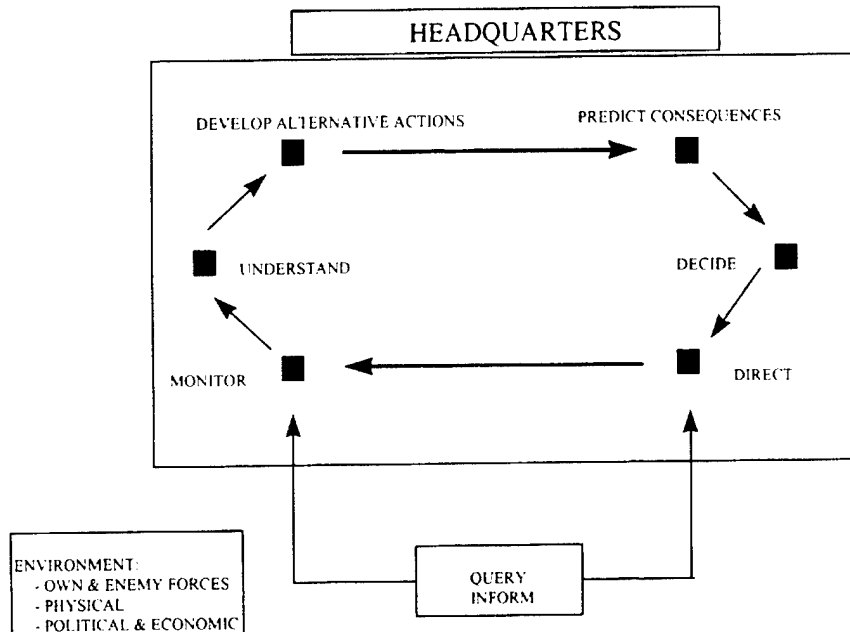 HEADQUARTERS
DEVELOP ALTERNATIVE ACTIONS
PREDICT CONSEQUENCES
UNDERSTAND
DECIDE
MONITOR
DIRECT
ENVIRONMENT:
- OWN & ENEMY FORCES
- PHYSICAL
- POLITICAL & ECONOMIC
QUERY
INFORM